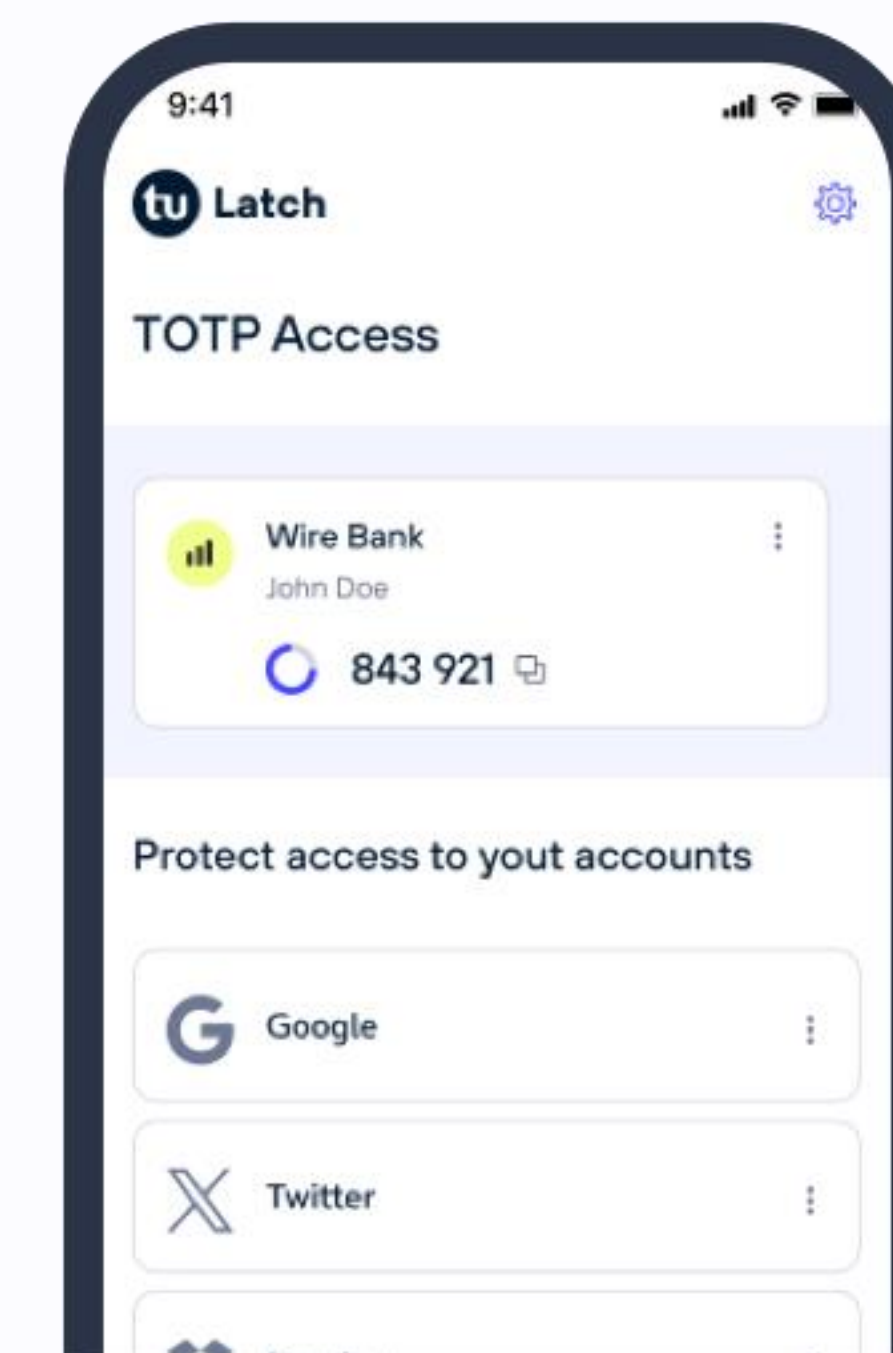 9:41
tu Latch
TOTP Access
Wire Bank
John Doe
843 921
Protect access to yout accounts
Google
Twitter